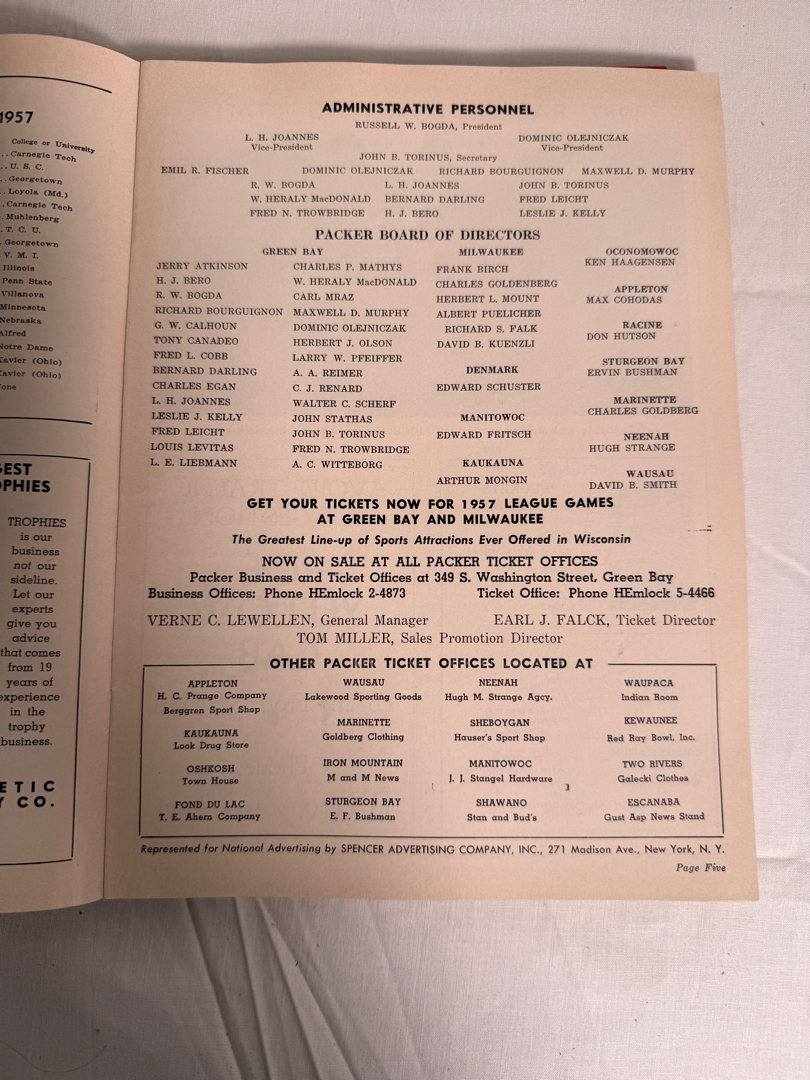 1957
College or University
..Carnegie Tech
..U. S. C.
..Georgetown
..Loyola (Md.)
.Carnegie Tech
.Muhlenberg
.T. C. U.
Georgetown
V. M. I.
Illinois
Penn State
Villanova
Minnesota
Nebraska
Alfred
Notre Dame
Xavier (Ohio)
Xavier (Ohio)
TROPHIES
is our
business
not our
sideline.
Let our
experts
give you
advice
that comes
from 19
years of
experience
in the
trophy
business.
CO.
ADMINISTRATIVE PERSONNEL
RUSSELL W. BOGDA, President
L. H. JOANNES DOMINIC OLEJNICZAK
Vice-President Vice-President
JOHN B. TORINUS, Secretary
EMIL R. FISCHER DOMINIC OLEJNICZAK RICHARD BOURGUIGNON MAXWELL D. MURPHY
R. W. BOGDA L. H. JOANNES JOHN B. TORINUS
W. HERALY MacDONALD BERNARD DARLING FRED LEICHT
FRED N. TROWBRIDGE H. J. BERO LESLIE J. KELLY
PACKER BOARD OF DIRECTORS
GREEN BAY
JERRY ATKINSON
H. J. BERO
R. W. BOGDA
RICHARD BOURGUIGNON
G. W. CALHOUN
TONY CANADEO
FRED L. COBB
BERNARD DARLING
CHARLES EGAN
L. H. JOANNES
LESLIE J. KELLY
FRED LEICHT
LOUIS LEVITAS
L. E. LIEBMANN
CHARLES P. MATHYS
W. HERALY MacDONALD
CARL MRAZ
MAXWELL D. MURPHY
DOMINIC OLEJNICZAK
HERBERT J. OLSON
LARRY W. PFEIFFER
A. A. REIMER
C. J. RENARD
WALTER C. SCHERF
JOHN STATHAS
JOHN B. TORINUS
FRED N. TROWBRIDGE
A. C. WITTEBORG
MILWAUKEE
FRANK BIRCH
CHARLES GOLDENBERG
HERBERT L. MOUNT
ALBERT PUELICHER
RICHARD S. FALK
DAVID B. KUENZLI
DENMARK
EDWARD SCHUSTER
MANITOWOC
EDWARD FRITSCH
KAUKAUNA
ARTHUR MONGIN
OCONOMOWOC
KEN HAAGENSEN
APPLETON
MAX COHODAS
RACINE
DON HUTSON
STURGEON BAY
ERVIN BUSHMAN
MARINETTE
CHARLES GOLDBERG
NEENAH
HUGH STRANGE
WAUSAU
DAVID B. SMITH
GET YOUR TICKETS NOW FOR 1957 LEAGUE GAMES
AT GREEN BAY AND MILWAUKEE
The Greatest Line-up of Sports Attractions Ever Offered in Wisconsin
NOW ON SALE AT ALL PACKER TICKET OFFICES
Packer Business and Ticket Offices at 349 S. Washington Street, Green Bay
Business Offices: Phone HEmlock 2-4873 Ticket Office: Phone HEmlock 5-4466
VERNE C. LEWELLEN, General Manager EARL J. FALCK, Ticket Director
TOM MILLER, Sales Promotion Director
OTHER PACKER TICKET OFFICES LOCATED AT
APPLETON
H. C. Prange Company
Berggren Sport Shop
KAUKAUNA
Look Drug Store
OSHKOSH
Town House
FOND DU LAC
T. E. Ahern Company
WAUSAU
Lakewood Sporting Goods
MARINETTE
Goldberg Clothing
IRON MOUNTAIN
M and M News
STURGEON BAY
E. F. Bushman
NEENAH
Hugh M. Strange Agcy.
SHEBOYGAN
Hauser's Sport Shop
MANITOWOC
J. J. Stangel Hardware
SHAWANO
Stan and Bud's
WAUPACA
Indian Room
KEWAUNEE
Red Ray Bowl, Inc.
TWO RIVERS
Galecki Clothes
ESCANABA
Gust Asp News Stand
Represented for National Advertising by SPENCER ADVERTISING COMPANY, INC., 271 Madison Ave., New York, N. Y.
Page Five